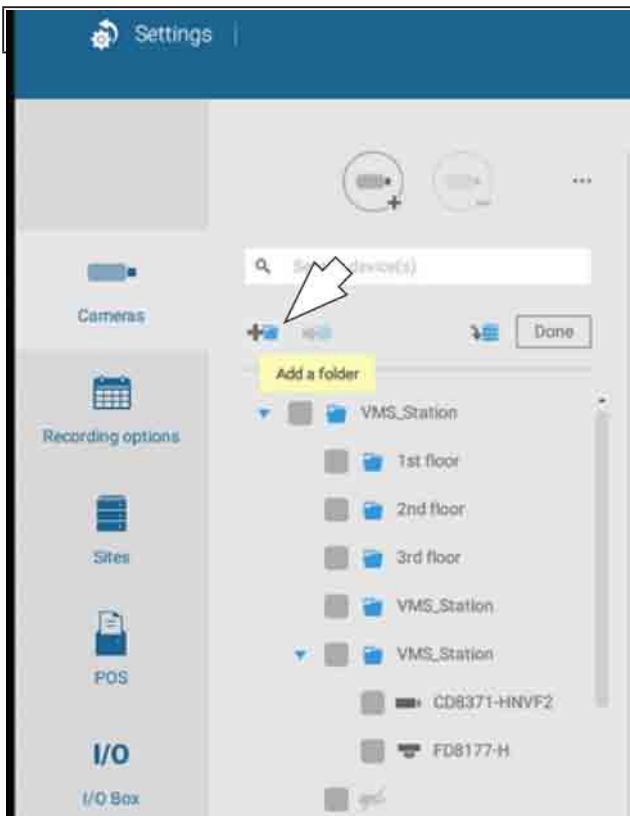 Settings
Cameras
Done
Add a folder
Recording options
VMS_Station
1st floor
2nd floor
Sites
3rd floor
VMS_Station
POS
VMS_Station
CD8371-HNVF2
I/O
FD8177-H
I/O Box